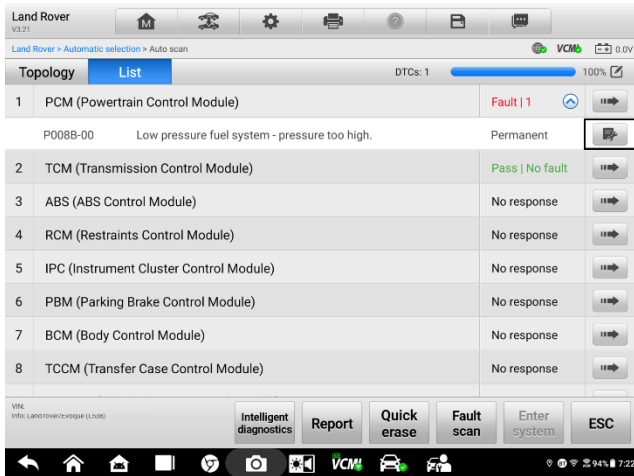 Land Rover
V3.21
M
?
Land Rover > Automatic selection > Auto scan
VCMI
0.0V
Topology
List
DTCs: 1
100%
1 PCM (Powertrain Control Module) Fault | 1
P008B-00 Low pressure fuel system - pressure too high. Permanent
2 TCM (Transmission Control Module) Pass | No fault
3 ABS (ABS Control Module) No response
4 RCM (Restraints Control Module) No response
5 IPC (Instrument Cluster Control Module) No response
6 PBM (Parking Brake Control Module) No response
7 BCM (Body Control Module) No response
8 TCCM (Transfer Case Control Module) No response
VIN:
Info: Land rover/Evoque (L538)
Intelligent
diagnostics
Report
Quick
erase
Fault
scan
Enter
system
ESC
VCMI
94% 7:22